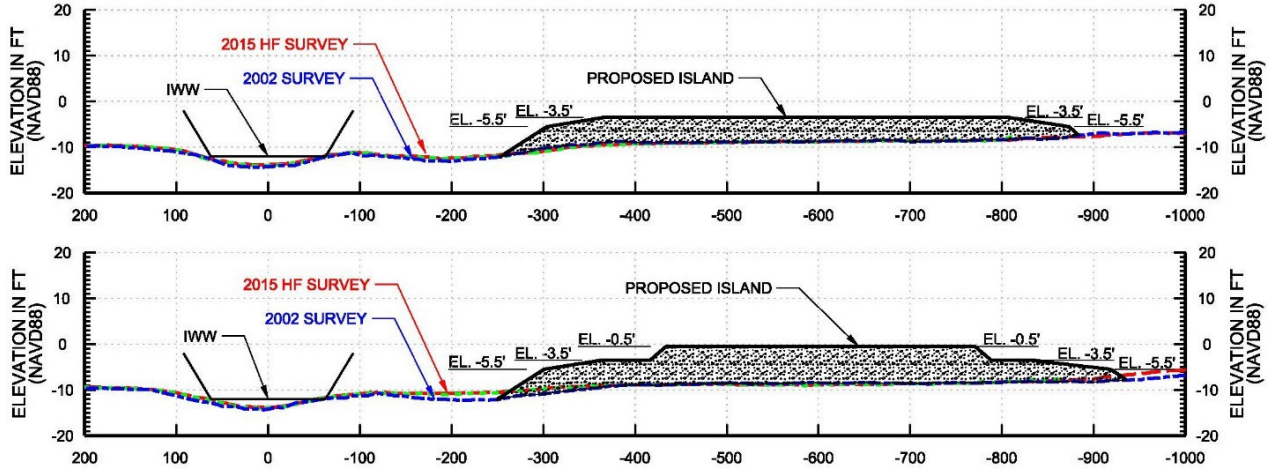 ELEVATION IN FT
(NAVD88)
20
10
0
-10
-20
2015 HF SURVEY
2002 SURVEY
IWW
PROPOSED ISLAND
EL. -5.5'
EL. -3.5'
EL. -3.5'
EL. -5.5'
20
10
0
-10
-20
ELEVATION IN FT
(NAVD88)
200 100 0 -100 -200 -300 -400 -500 -600 -700 -800 -900 -1000
ELEVATION IN FT
(NAVD88)
20
10
0
-10
-20
2015 HF SURVEY
2002 SURVEY
IWW
PROPOSED ISLAND
EL. -5.5'
EL. -3.5'
EL. -0.5'
EL. -0.5'
EL. -3.5'
EL. -5.5'
20
10
0
-10
-20
ELEVATION IN FT
(NAVD88)
200 100 0 -100 -200 -300 -400 -500 -600 -700 -800 -900 -1000